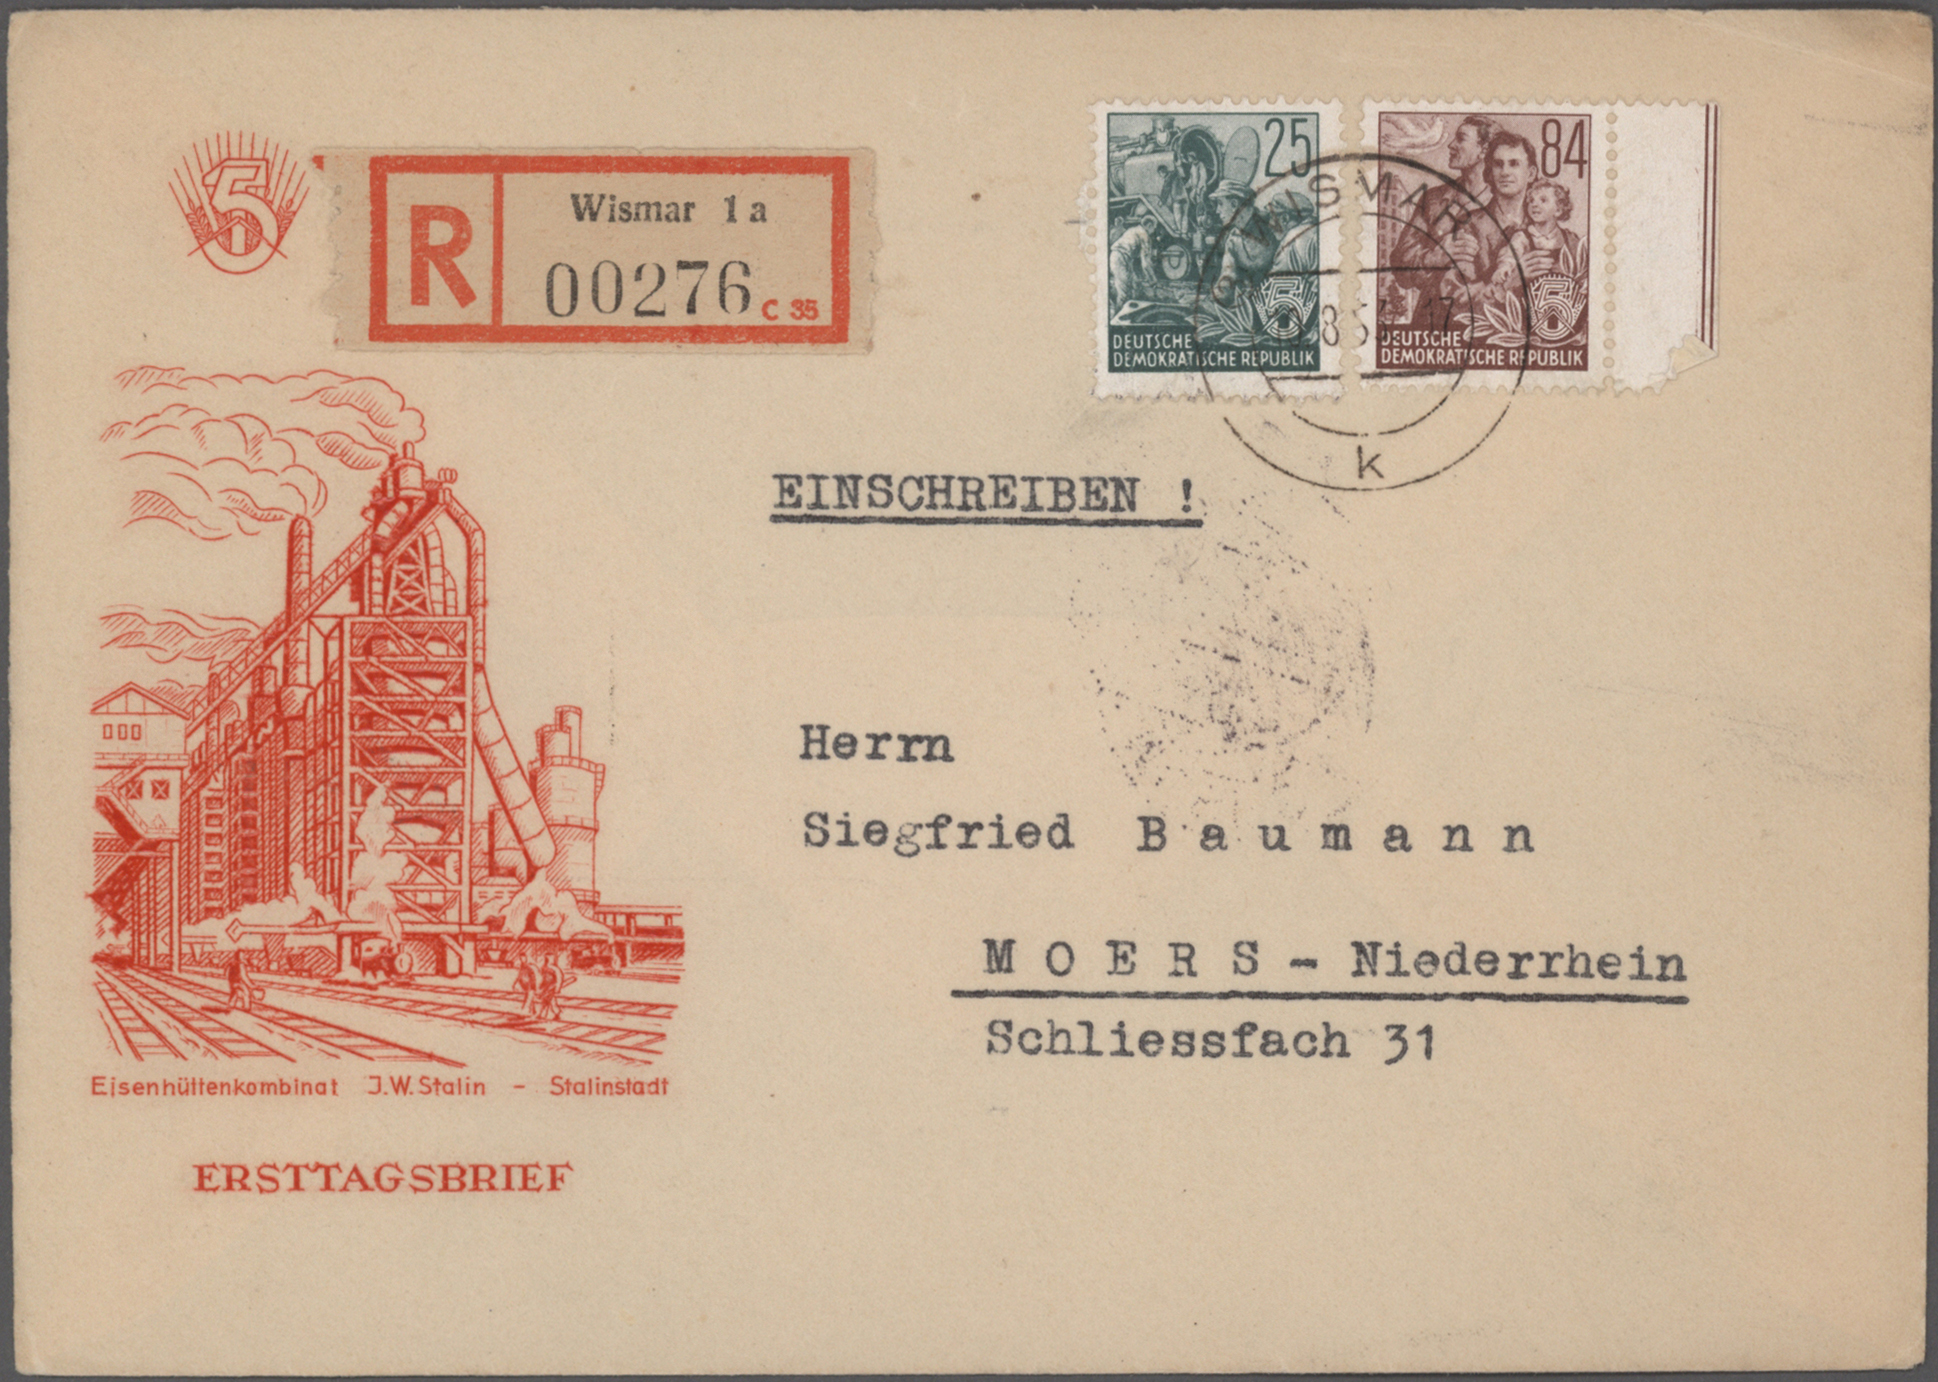 5
R
Wismar 1 a
00276
C 35
25
DEUTSCHE
DEMOKRATISCHE REPUBLIK
84
DEUTSCHE
DEMOKRATISCHE REPUBLIK
WISMAR
k
EINSCHREIBEN !
Herrn
Siegfried Baumann
MOERS - Niederrhein
Schliessfach 31
Eisenhüttenkombinat J.W. Stalin - Stalinstadt
ERSTTAGSBRIEF